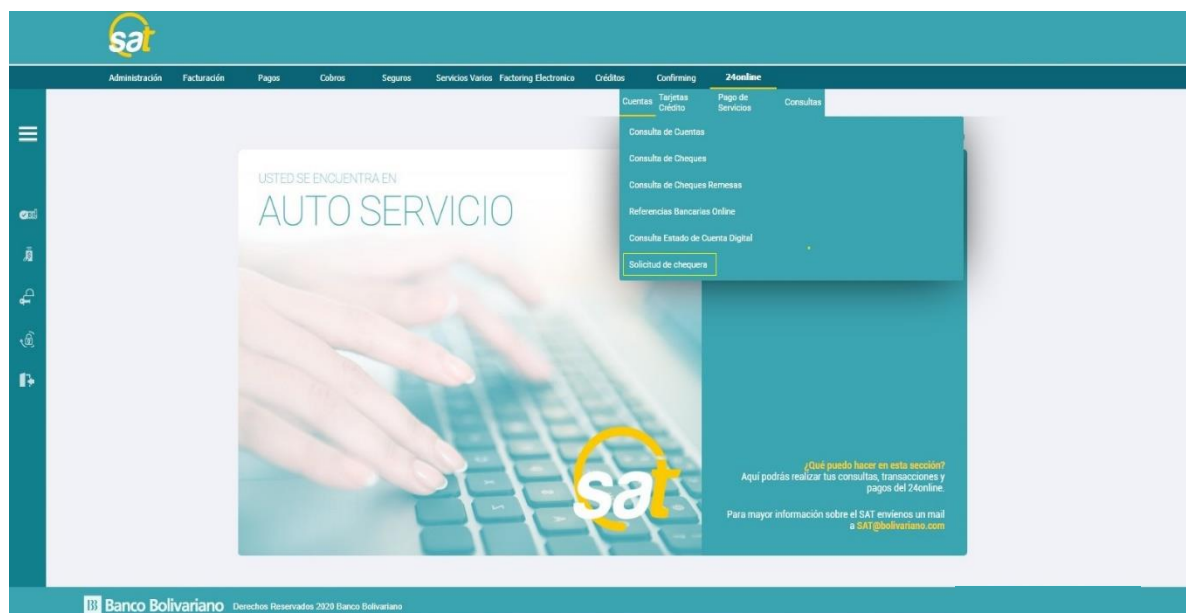 sat
Administración Facturación Pagos Cobros Seguros Servicios Varios Factoring Electronico Créditos Confirming 24online
Cuentas Tarjetas Crédito Pago de Servicios Consultas
Consulta de Cuentas
Consulta de Cheques
Consulta de Cheques Remesas
Referencias Bancarias Online
Consulta Estado de Cuenta Digital
Solicitud de chequera
USTED SE ENCUENTRA EN
AUTO SERVICIO
sat
¿Qué puedo hacer en esta sección?
Aquí podrás realizar tus consultas, transacciones y
pagos del 24online.
Para mayor información sobre el SAT envienos un mail
a SAT@bolivariano.com
Banco Bolivariano Derechos Reservados 2020 Banco Bolivariano